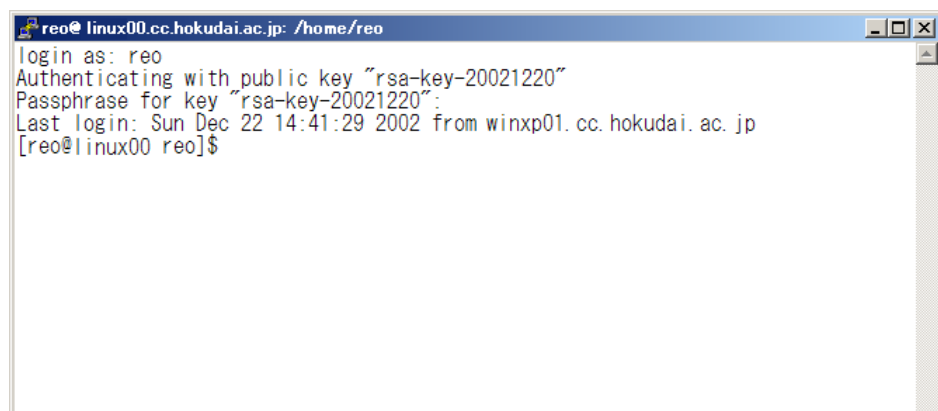 reo@ linux00.cc.hokudai.ac.jp: /home/reo
login as: reo
Authenticating with public key "rsa-key-20021220"
Passphrase for key "rsa-key-20021220":
Last login: Sun Dec 22 14:41:29 2002 from winxp01.cc.hokudai.ac.jp
[reo@linux00 reo]$